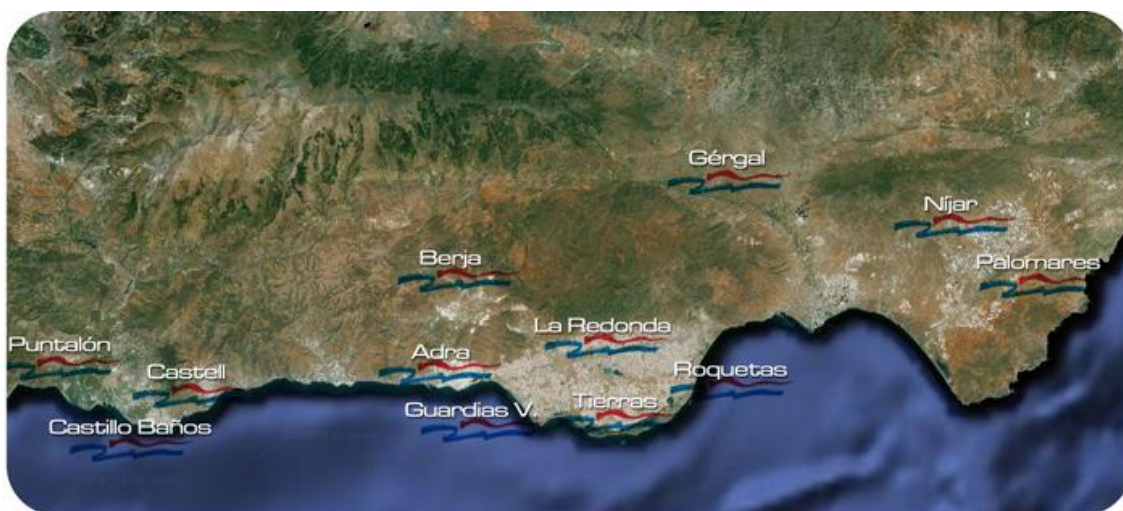 Gérgal
Níjar
Berja
Palomares
La Redonda
Puntalón
Adra
Castell
Roquetas
Tierras
Guardias V.
Castillo Baños